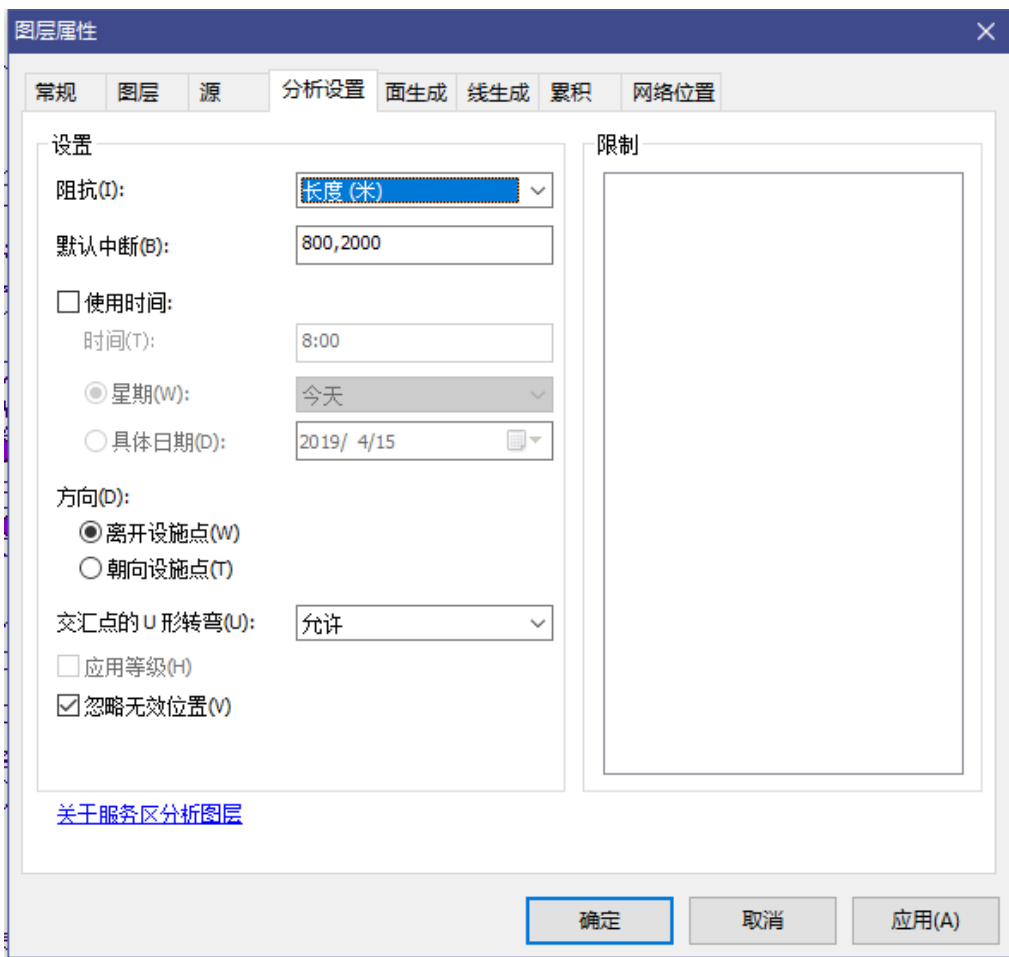 图层属性
常规 图层 源 分析设置 面生成 线生成 累积 网络位置
设置
阻抗(I): 长度 (米)
默认中断(B): 800,2000
使用时间:
时间(T): 8:00
星期(W): 今天
具体日期(D): 2019/ 4/15
方向(D):
离开设施点(W)
朝向设施点(T)
交汇点的 U 形转弯(U): 允许
应用等级(H)
忽略无效位置(V)
限制
关于服务区分析图层
确定 取消 应用(A)